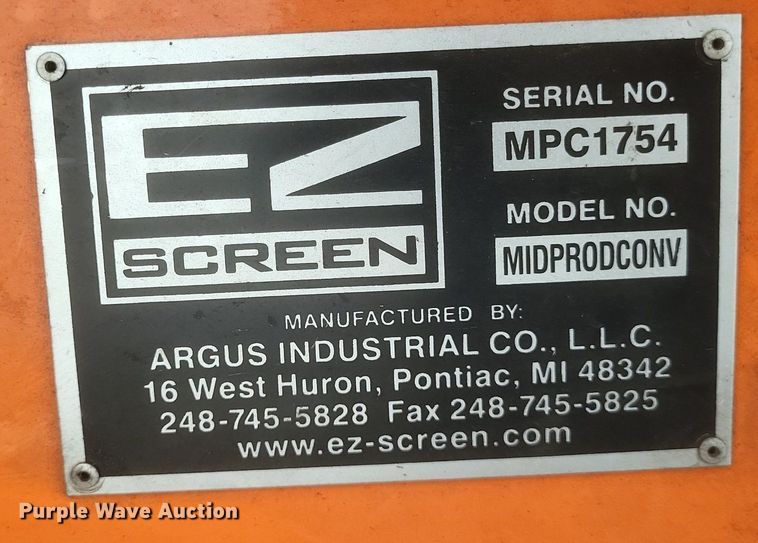 EZ
SCREEN
SERIAL NO.
MPC1754
MODEL NO.
MIDPRODCONV
MANUFACTURED BY:
ARGUS INDUSTRIAL CO., L.L.C.
16 West Huron, Pontiac, MI 48342
248-745-5828 Fax 248-745-5825
www.ez-screen.com
Purple Wave Auction